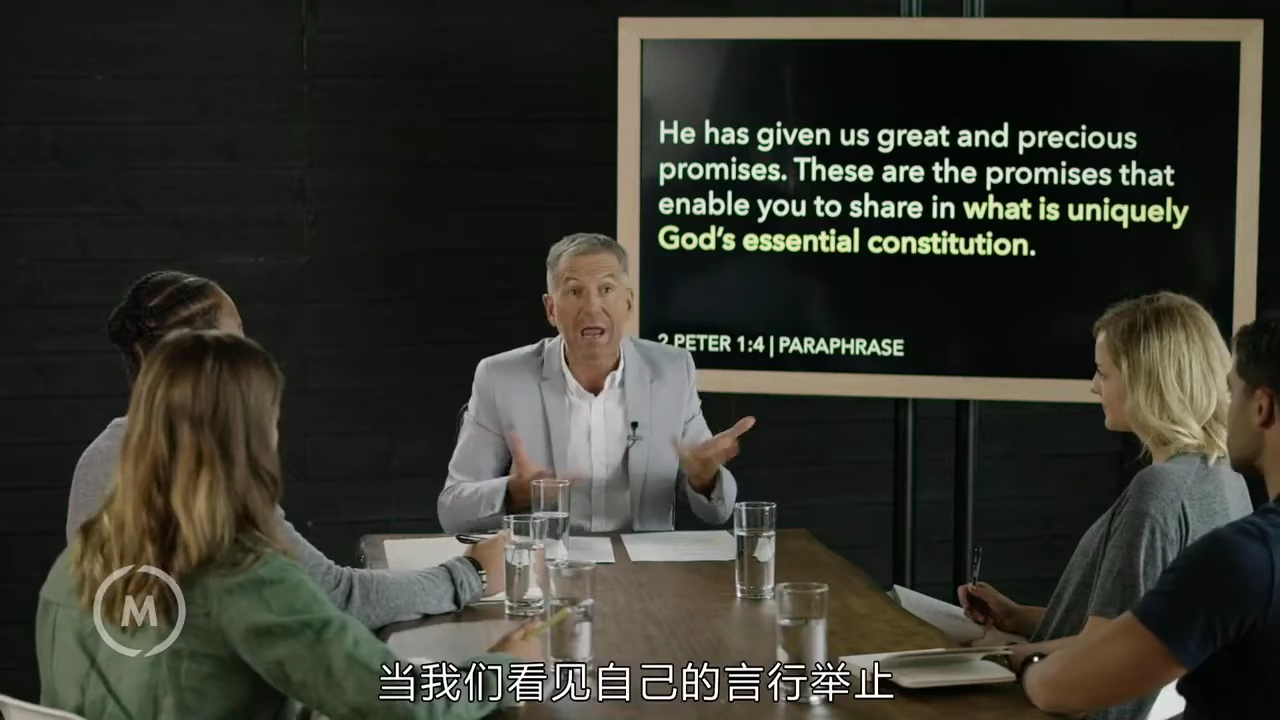 He has given us great and precious
promises. These are the promises that
enable you to share in what is uniquely
God's essential constitution.
2 PETER 1:4 | PARAPHRASE
M
当我们看见自己的言行举止